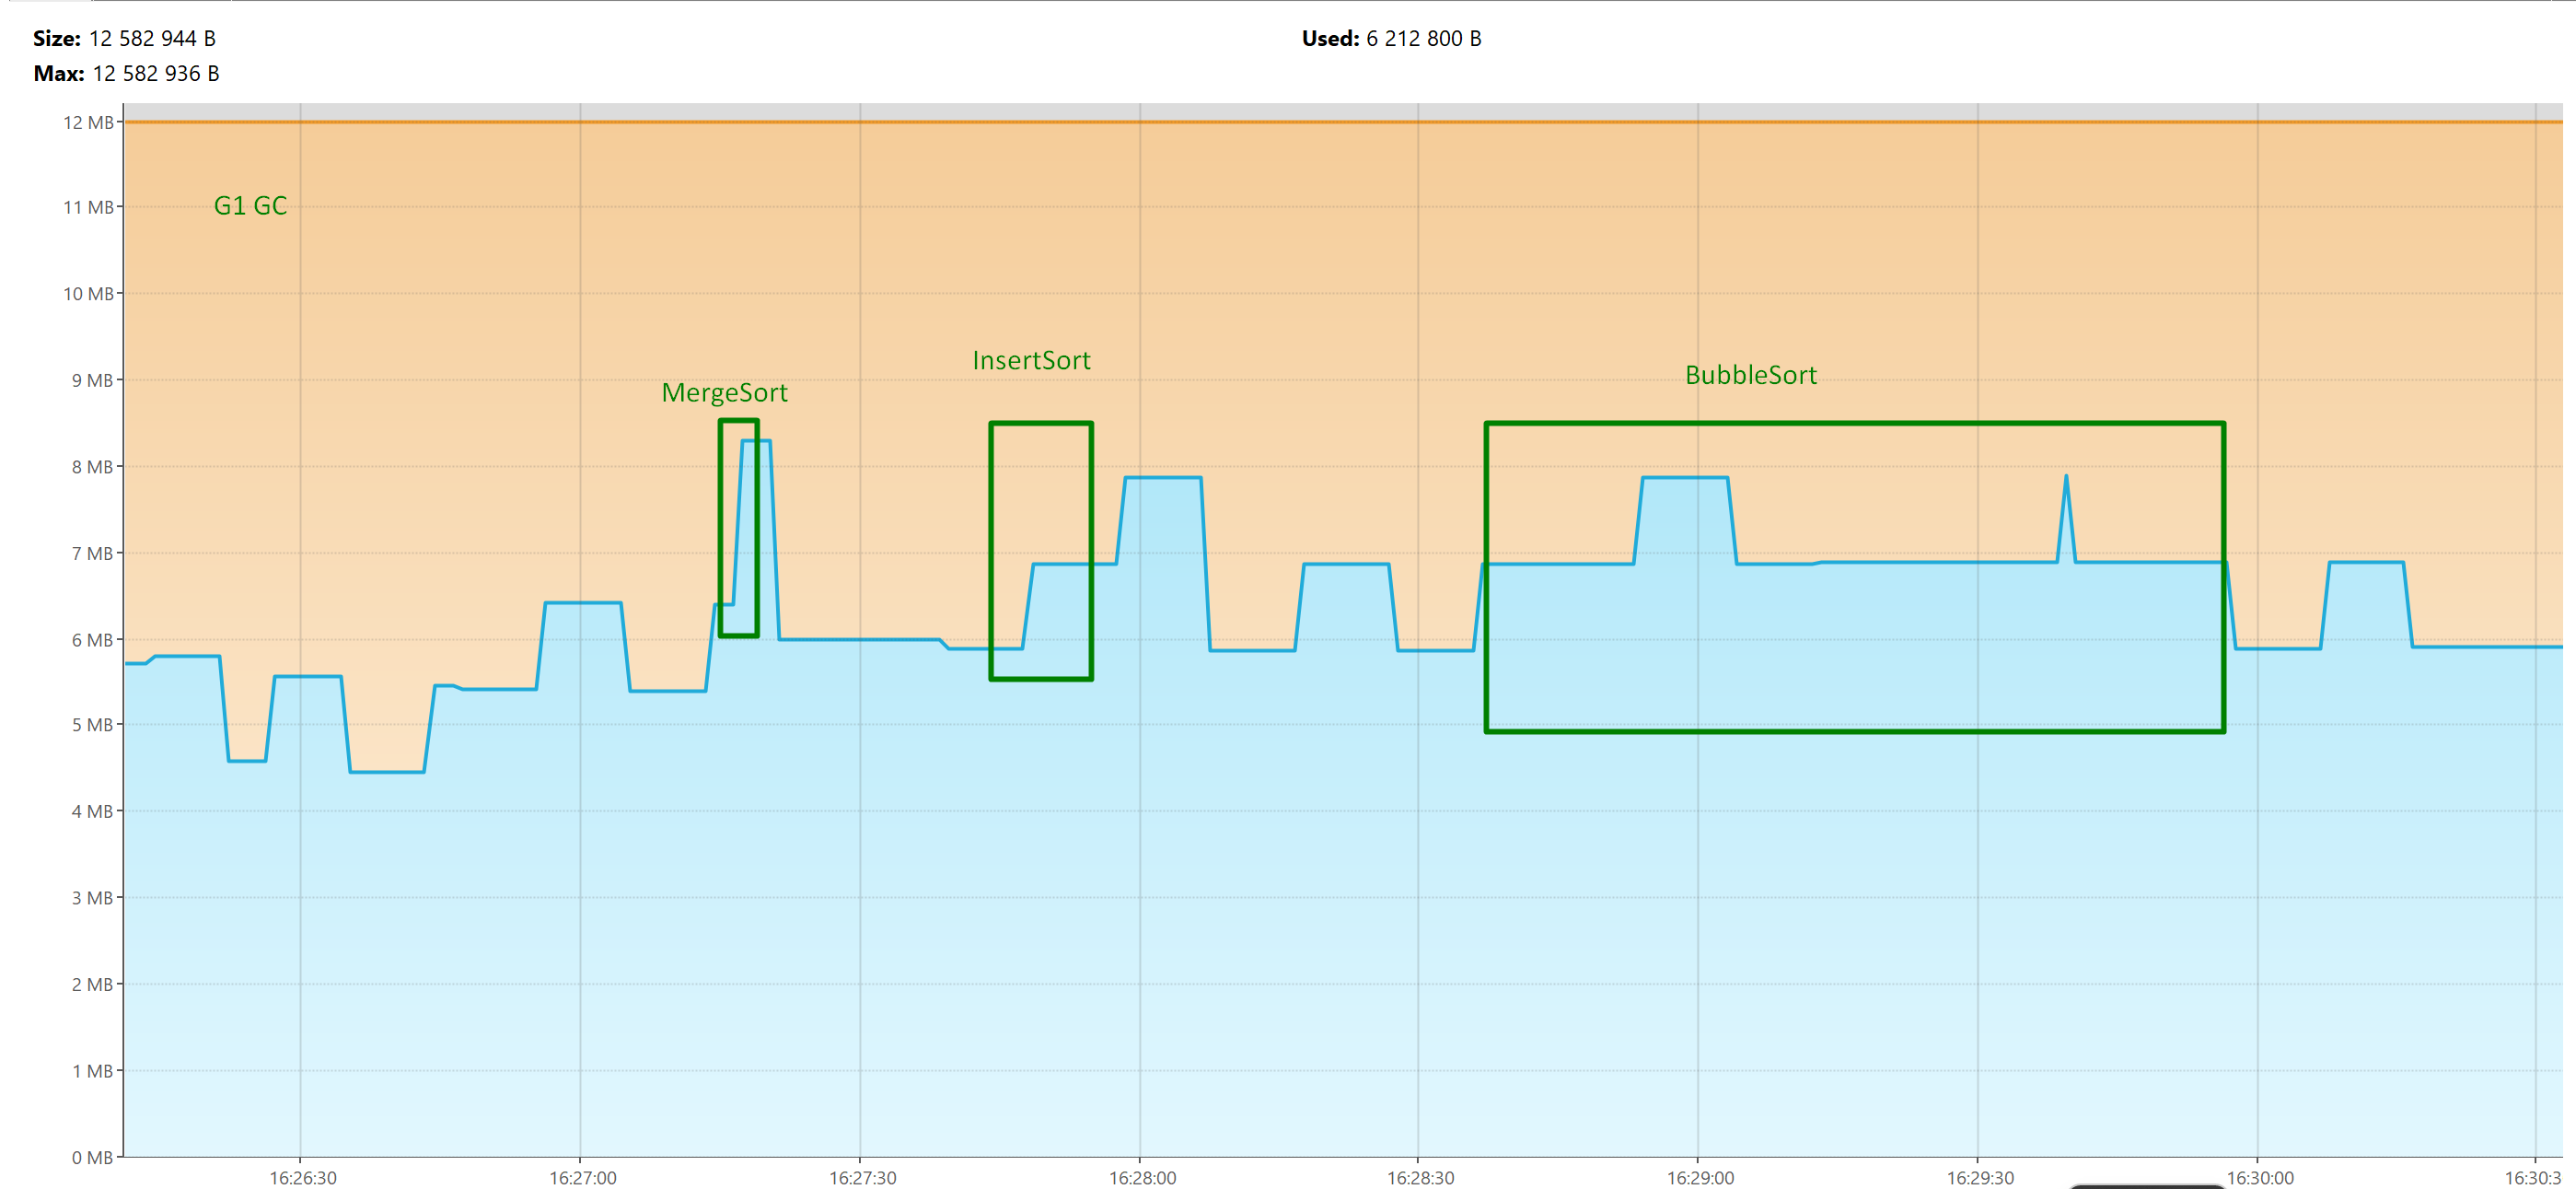 Size: 12 582 944 B
Used: 6 212 800 B
Max: 12 582 936 B
12 MB
11 MB
10 MB
9 MB
8 MB
7 MB
6 MB
5 MB
4 MB
3 MB
2 MB
1 MB
0 MB
G1 GC
MergeSort
InsertSort
BubbleSort
16:26:30
16:27:00
16:27:30
16:28:00
16:28:30
16:29:00
16:29:30
16:30:00
16:30:3